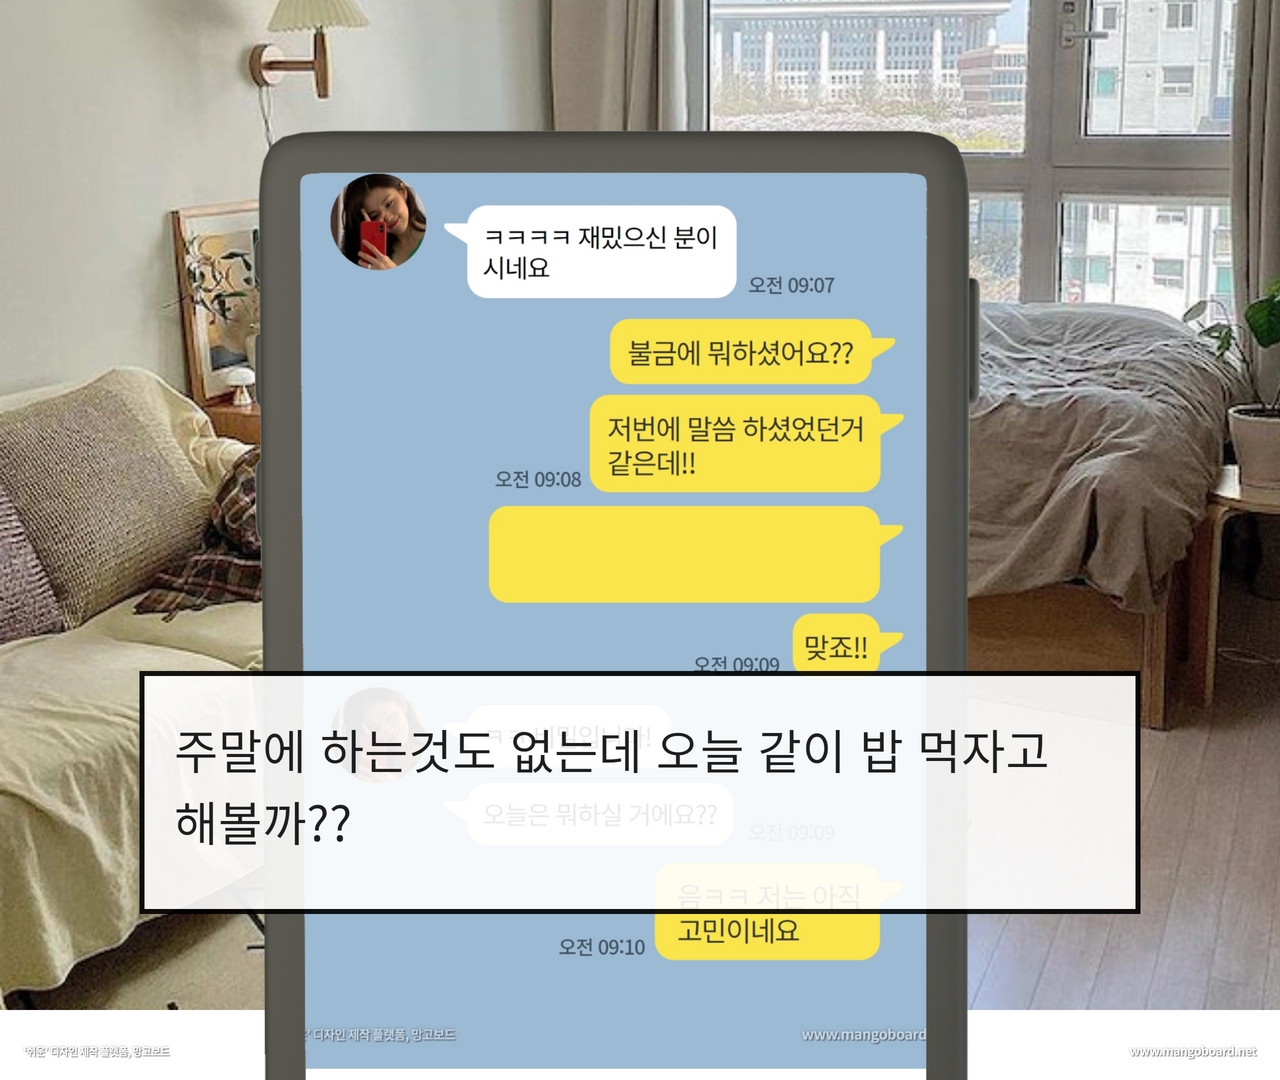 ㅋㅋㅋㅋ 재밌으신 분이
시네요
오전 09:07
불금에 뭐하셨어요??
저번에 말씀 하셨었던거
같은데!!
오전 09:08
맞죠!!
오전 09:09
ㅋㅋ 비밀입니다!
주말에 하는것도 없는데 오늘 같이 밥 먹자고
해볼까??
오늘은 뭐하실 거에요??
오전 09:09
음ㅋㅋ 저는 아직
고민이네요
오전 09:10
' 디자인 제작 플랫폼, 망고보드
www.mangoboard
'쉬운' 디자인 제작 플랫폼, 망고보드
www.mangoboard.net